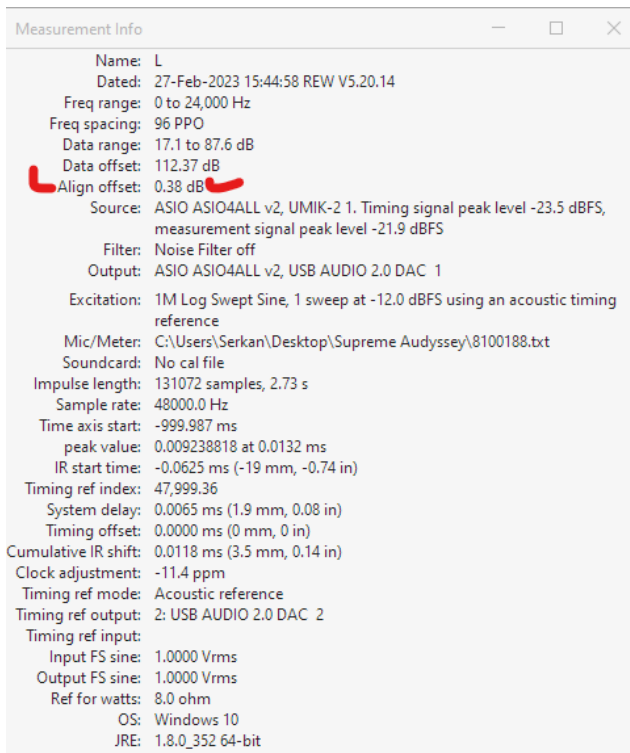 Measurement Info
Name: L
Dated: 27-Feb-2023 15:44:58 REW V5.20.14
Freq range: 0 to 24,000 Hz
Freq spacing: 96 PPO
Data range: 17.1 to 87.6 dB
Data offset: 112.37 dB
Align offset: 0.38 dB
Source: ASIO ASIO4ALL v2, UMIK-2 1. Timing signal peak level -23.5 dBFS,
measurement signal peak level -21.9 dBFS
Filter: Noise Filter off
Output: ASIO ASIO4ALL v2, USB AUDIO 2.0 DAC 1
Excitation: 1M Log Swept Sine, 1 sweep at -12.0 dBFS using an acoustic timing
reference
Mic/Meter: C:\Users\Serkan\Desktop\Supreme Audyssey\8100188.txt
Soundcard: No cal file
Impulse length: 131072 samples, 2.73 s
Sample rate: 48000.0 Hz
Time axis start: -999.987 ms
peak value: 0.009238818 at 0.0132 ms
IR start time: -0.0625 ms (-19 mm, -0.74 in)
Timing ref index: 47,999.36
System delay: 0.0065 ms (1.9 mm, 0.08 in)
Timing offset: 0.0000 ms (0 mm, 0 in)
Cumulative IR shift: 0.0118 ms (3.5 mm, 0.14 in)
Clock adjustment: -11.4 ppm
Timing ref mode: Acoustic reference
Timing ref output: 2: USB AUDIO 2.0 DAC 2
Timing ref input:
Input FS sine: 1.0000 Vrms
Output FS sine: 1.0000 Vrms
Ref for watts: 8.0 ohm
OS: Windows 10
JRE: 1.8.0_352 64-bit